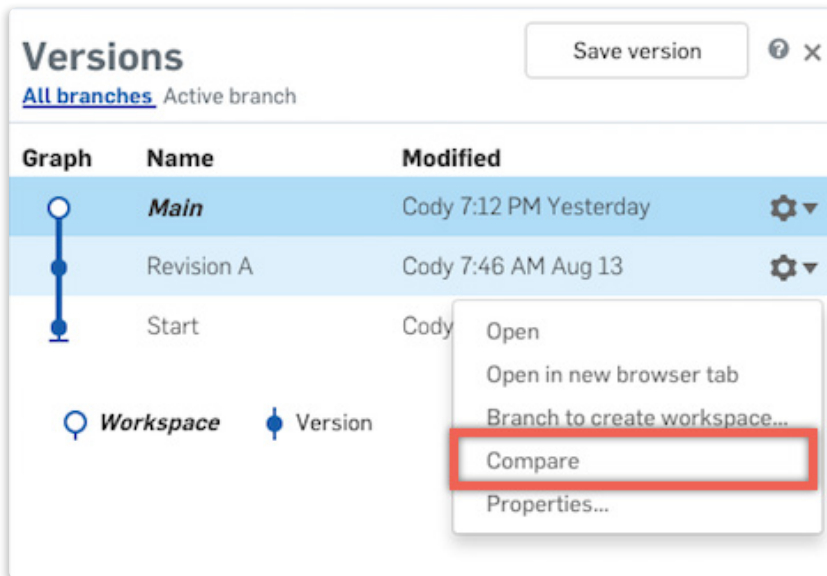 Versions
Save version
All branches Active branch
Graph Name Modified
Main Cody 7:12 PM Yesterday
Revision A Cody 7:46 AM Aug 13
Start Cody
Open
Open in new browser tab
Branch to create workspace...
Workspace Version
Compare
Properties...